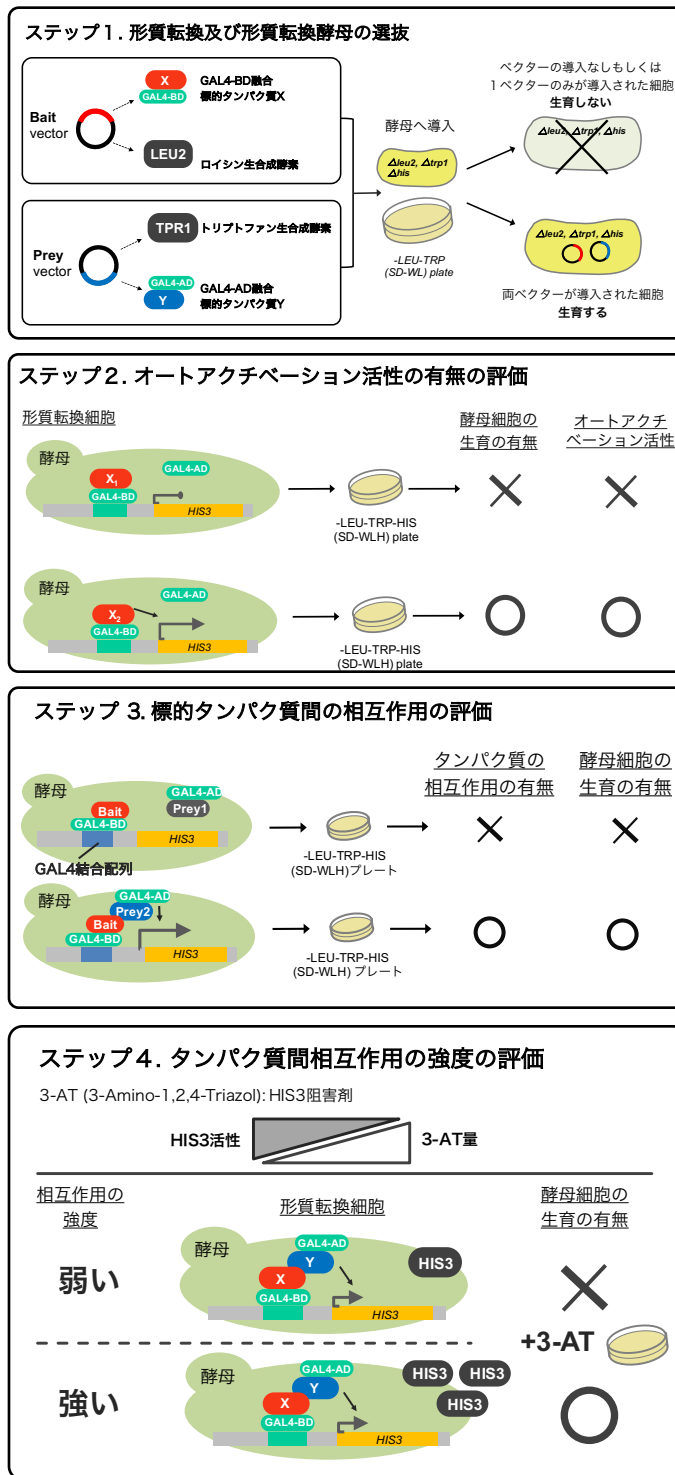 ステップ1. 形質転換及び形質転換酵母の選抜
Bait
vector
X
GAL4-BD
GAL4-BD融合
標的タンパク質X
LEU2
ロイシン生合成酵素
Prey
vector
TPR1
トリプトファン生合成酵素
GAL4-AD
Y
GAL4-AD融合
標的タンパク質Y
酵母へ導入
Δleu2, Δtrp1
Δhis
-LEU-TRP
(SD-WL) plate
ベクターの導入なしもしくは
1ベクターのみが導入された細胞
生育しない
Δleu2, Δtrp1, Δhis
Δleu2, Δtrp1, Δhis
両ベクターが導入された細胞
生育する
ステップ2. オートアクチベーション活性の有無の評価
形質転換細胞
酵母細胞の
生育の有無
オートアクチ
ベーション活性
酵母
X1
GAL4-BD
GAL4-AD
HIS3
-LEU-TRP-HIS
(SD-WLH) plate
酵母
X2
GAL4-BD
GAL4-AD
HIS3
-LEU-TRP-HIS
(SD-WLH) plate
ステップ 3. 標的タンパク質間の相互作用の評価
タンパク質の
相互作用の有無
酵母細胞の
生育の有無
酵母
Bait
GAL4-BD
GAL4-AD
Prey1
HIS3
GAL4結合配列
-LEU-TRP-HIS
(SD-WLH)プレート
酵母
GAL4-AD
Prey2
Bait
GAL4-BD
HIS3
-LEU-TRP-HIS
(SD-WLH) プレート
ステップ4. タンパク質間相互作用の強度の評価
3-AT (3-Amino-1,2,4-Triazol): HIS3阻害剤
HIS3活性
3-AT量
相互作用の
強度
形質転換細胞
酵母細胞の
生育の有無
弱い
酵母
GAL4-AD
Y
X
GAL4-BD
HIS3
HIS3
+3-AT
強い
酵母
GAL4-AD
Y
X
GAL4-BD
HIS3
HIS3
HIS3
HIS3